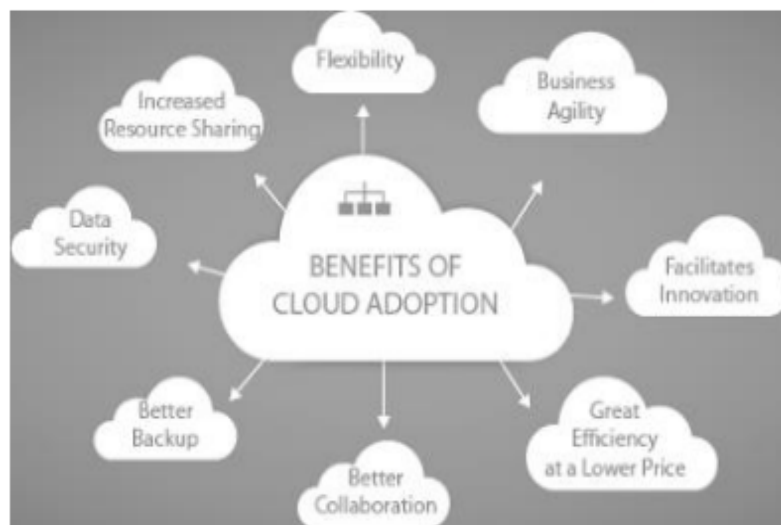 Flexibility
Business
Agility
Increased
Resource Sharing
Data
Security
BENEFITS OF
CLOUD ADOPTION
Facilitates
Innovation
Better
Backup
Better
Collaboration
Great
Efficiency
at a Lower Price